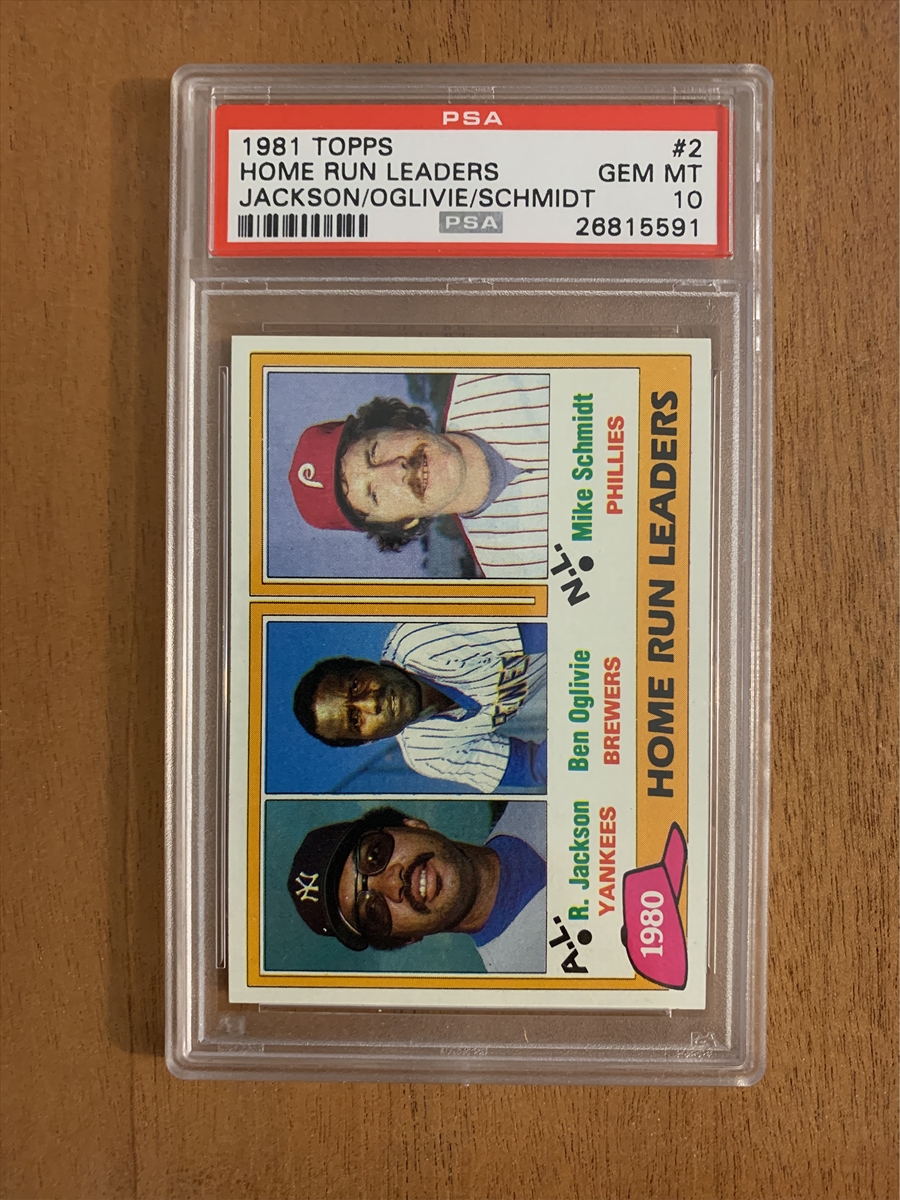 PSA
1981 TOPPS #2
HOME RUN LEADERS GEM MT
JACKSON/OGLIVIE/SCHMIDT 10
PSA 26815591
NY
P
A.L. R. Jackson
YANKEES
Ben Oglivie
BREWERS
N.L. Mike Schmidt
PHILLIES
1980 HOME RUN LEADERS